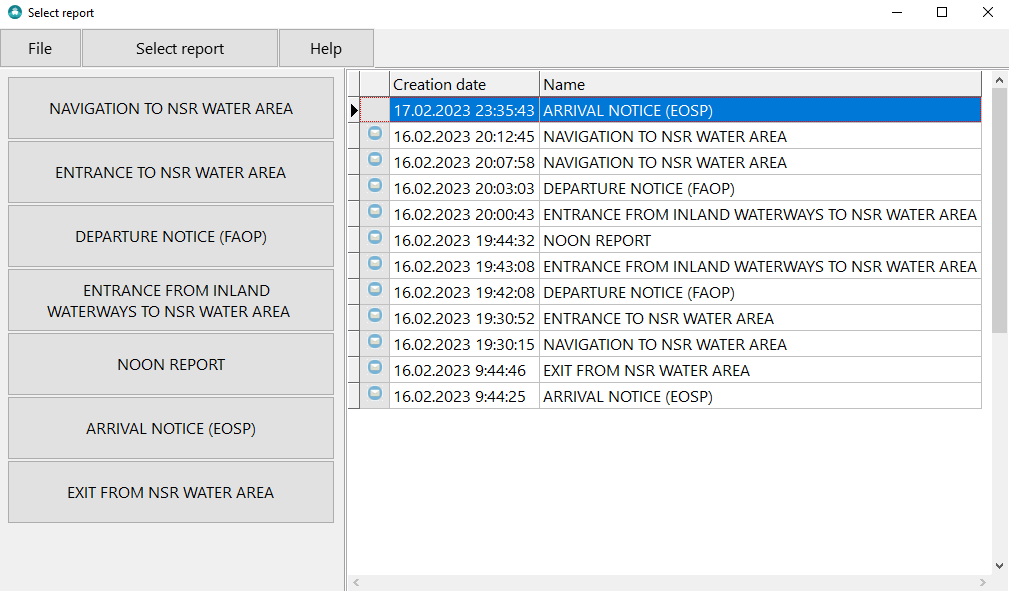 Select report
File Select report Help
NAVIGATION TO NSR WATER AREA
ENTRANCE TO NSR WATER AREA
DEPARTURE NOTICE (FAOP)
ENTRANCE FROM INLAND
WATERWAYS TO NSR WATER AREA
NOON REPORT
ARRIVAL NOTICE (EOSP)
EXIT FROM NSR WATER AREA
Creation date Name
17.02.2023 23:35:43 ARRIVAL NOTICE (EOSP)
16.02.2023 20:12:45 NAVIGATION TO NSR WATER AREA
16.02.2023 20:07:58 NAVIGATION TO NSR WATER AREA
16.02.2023 20:03:03 DEPARTURE NOTICE (FAOP)
16.02.2023 20:00:43 ENTRANCE FROM INLAND WATERWAYS TO NSR WATER AREA
16.02.2023 19:44:32 NOON REPORT
16.02.2023 19:43:08 ENTRANCE FROM INLAND WATERWAYS TO NSR WATER AREA
16.02.2023 19:42:08 DEPARTURE NOTICE (FAOP)
16.02.2023 19:30:52 ENTRANCE TO NSR WATER AREA
16.02.2023 19:30:15 NAVIGATION TO NSR WATER AREA
16.02.2023 9:44:46 EXIT FROM NSR WATER AREA
16.02.2023 9:44:25 ARRIVAL NOTICE (EOSP)